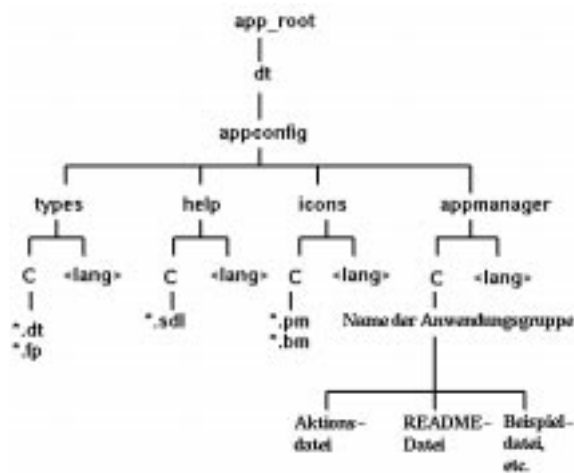 app_root
dt
appconfig
types help icons appmanager
C <lang> C <lang> C <lang> C <lang>
*.dt *.sdl *.pm Name der Anwendungsgruppe
*.fp *.bm
Aktions- README- Beispiel-
datei Datei datei,
etc.